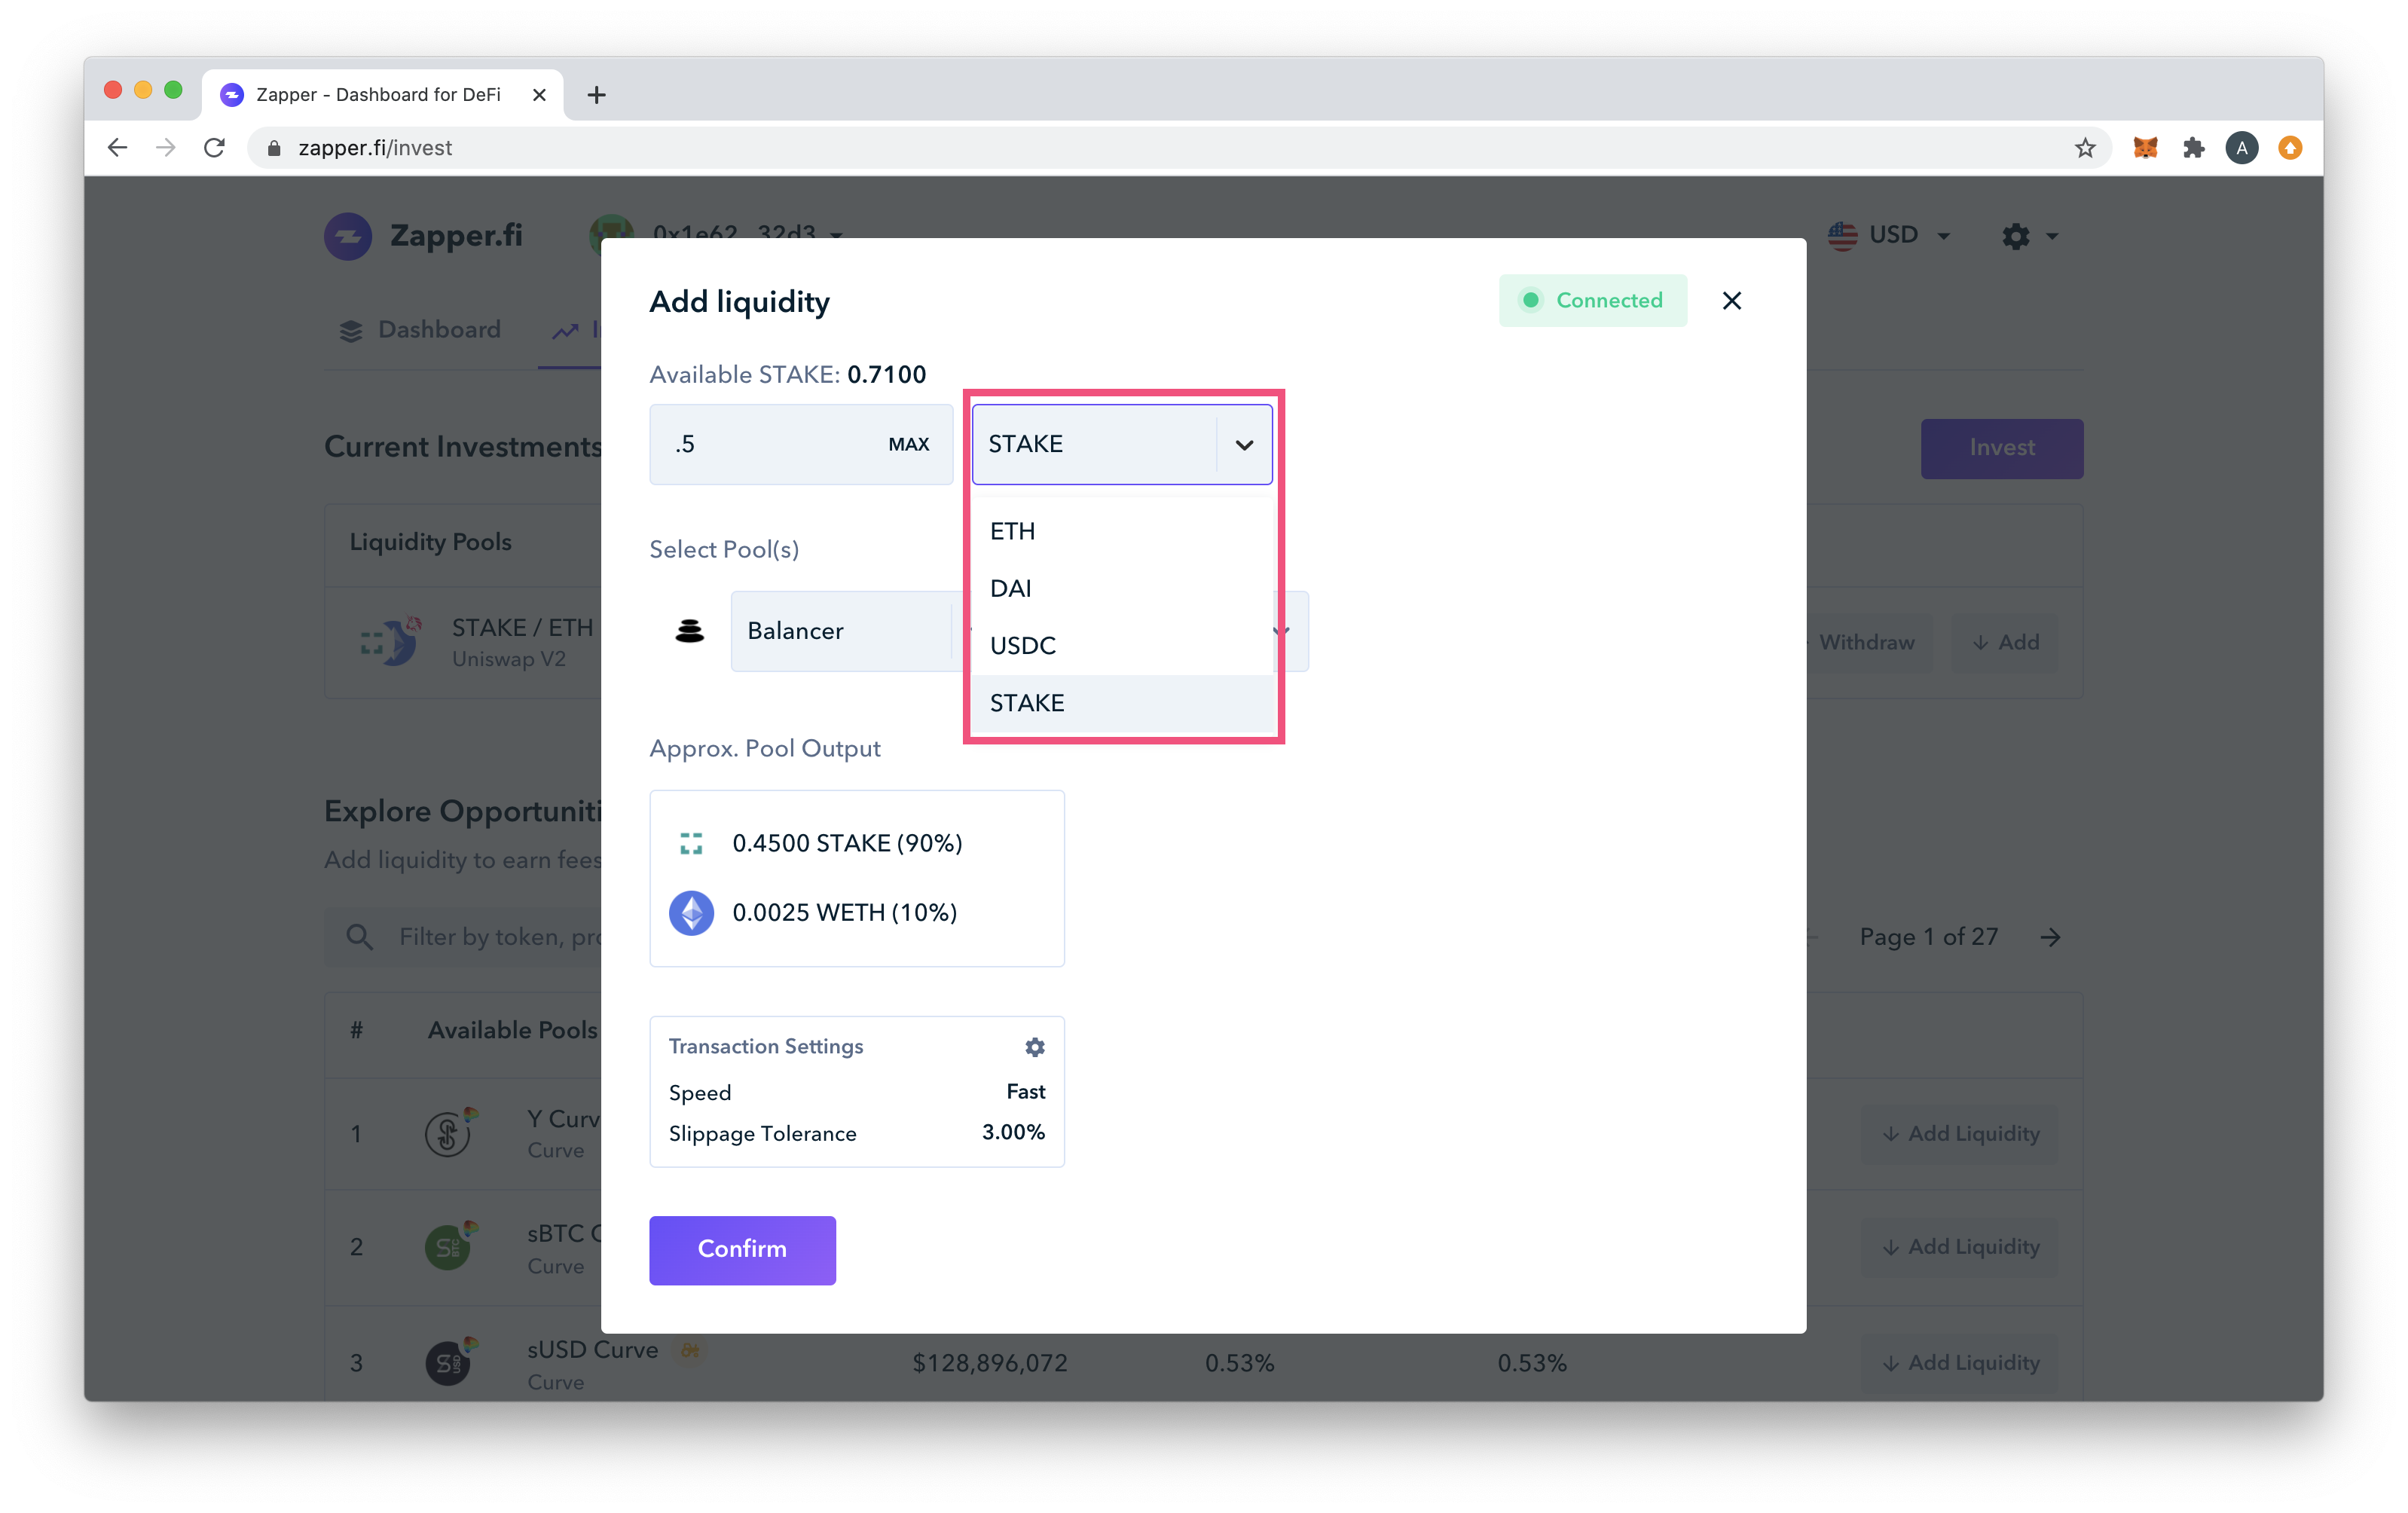 Zapper - Dashboard for DeFi
zapper.fi/invest
A
Zapper.fi
0x1e62...32d3
USD
Dashboard
Add liquidity
Connected
Available STAKE: 0.7100
.5 MAX
STAKE
ETH
DAI
USDC
STAKE
Select Pool(s)
Balancer
Approx. Pool Output
0.4500 STAKE (90%)
0.0025 WETH (10%)
Transaction Settings
Speed Fast
Slippage Tolerance 3.00%
Confirm
Current Investments
Invest
Liquidity Pools
STAKE / ETH
Uniswap V2
Withdraw
Add
Explore Opportuniti
Add liquidity to earn fees
Filter by token, pro
Page 1 of 27
# Available Pools
1 Y Curv
Curve
Add Liquidity
2 sBTC C
Curve
Add Liquidity
3 sUSD Curve $128,896,072 0.53% 0.53%
Curve
Add Liquidity